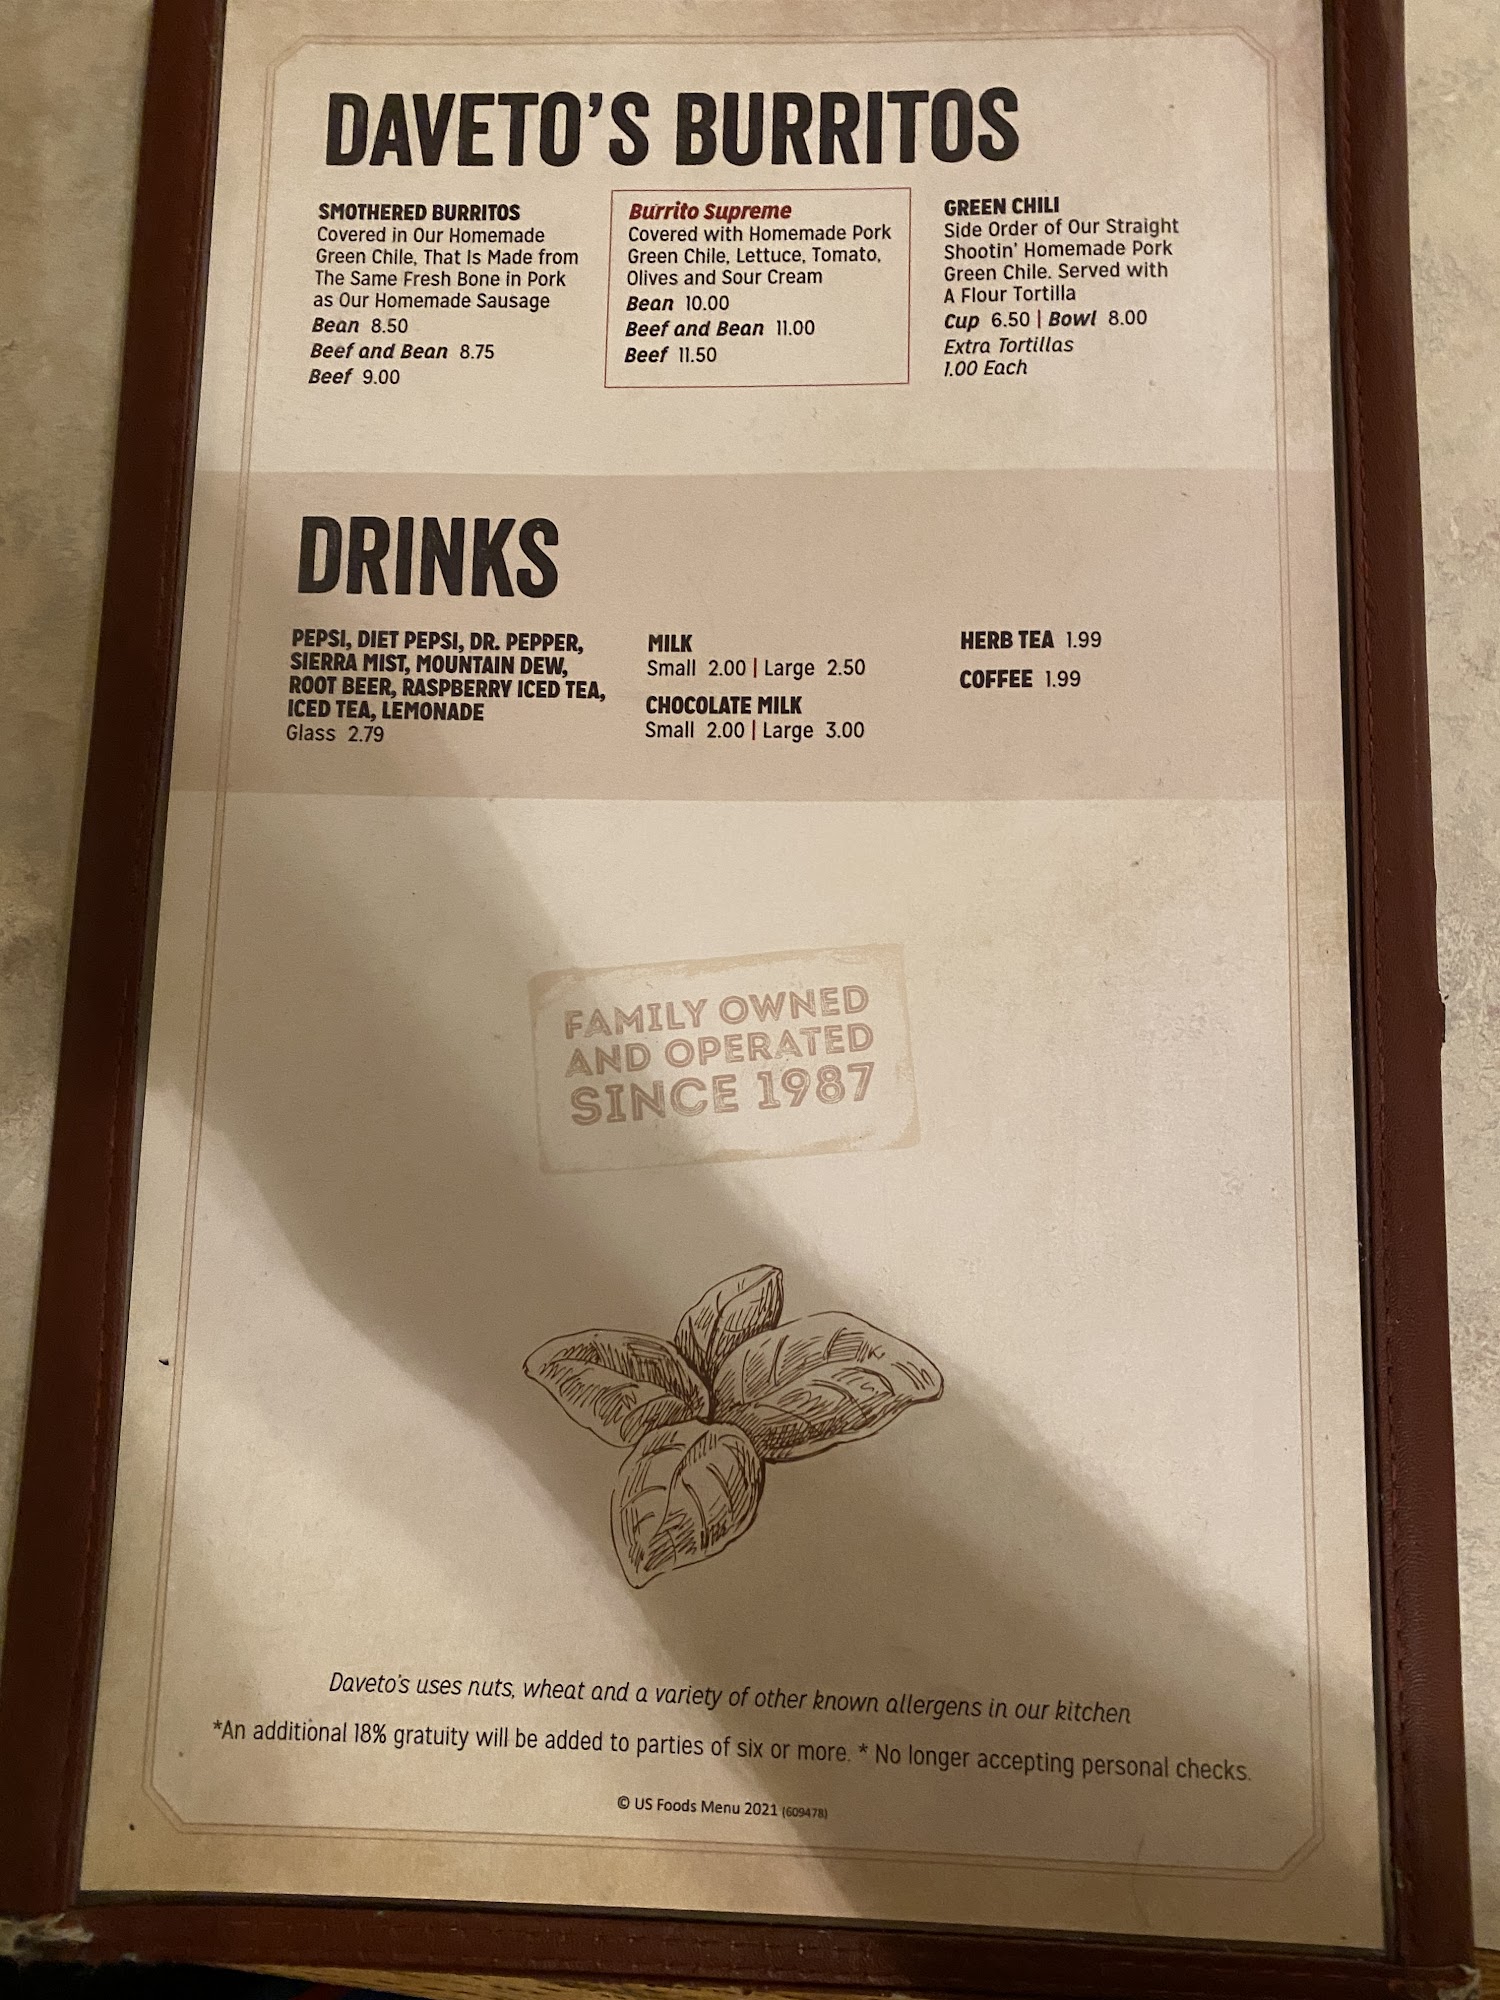 DAVETO'S BURRITOS
SMOTHERED BURRITOS
Covered in Our Homemade
Green Chile, That Is Made from
The Same Fresh Bone in Pork
as Our Homemade Sausage
Bean 8.50
Beef and Bean 8.75
Beef 9.00
Burrito Supreme
Covered with Homemade Pork
Green Chile, Lettuce, Tomato,
Olives and Sour Cream
Bean 10.00
Beef and Bean 11.00
Beef 11.50
GREEN CHILI
Side Order of Our Straight
Shootin' Homemade Pork
Green Chile. Served with
A Flour Tortilla
Cup 6.50 | Bowl 8.00
Extra Tortillas
1.00 Each
DRINKS
PEPSI, DIET PEPSI, DR. PEPPER,
SIERRA MIST, MOUNTAIN DEW,
ROOT BEER, RASPBERRY ICED TEA,
ICED TEA, LEMONADE
Glass 2.79
MILK
Small 2.00 | Large 2.50
CHOCOLATE MILK
Small 2.00 | Large 3.00
HERB TEA 1.99
COFFEE 1.99
FAMILY OWNED
AND OPERATED
SINCE 1987
Daveto's uses nuts, wheat and a variety of other known allergens in our kitchen
*An additional 18% gratuity will be added to parties of six or more. * No longer accepting personal checks.
© US Foods Menu 2021 (609478)